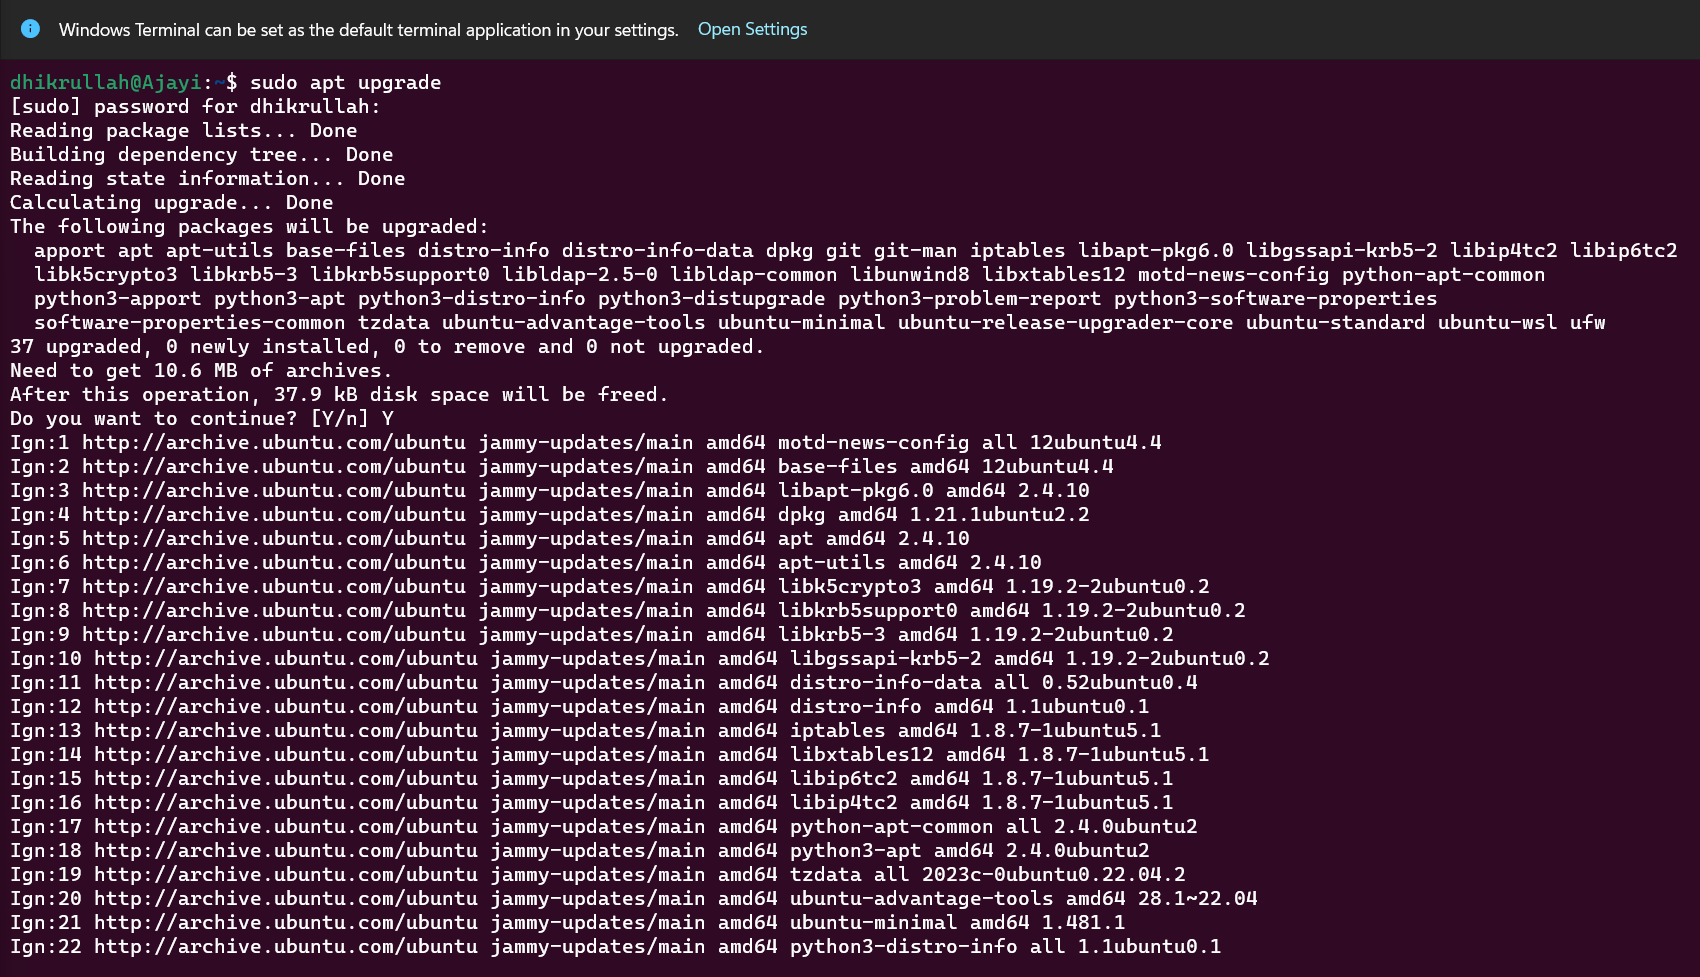 Windows Terminal can be set as the default terminal application in your settings. Open Settings
dhikrullah@Ajayi:~$ sudo apt upgrade
[sudo] password for dhikrullah:
Reading package lists... Done
Building dependency tree... Done
Reading state information... Done
Calculating upgrade... Done
The following packages will be upgraded:
  apport apt apt-utils base-files distro-info distro-info-data dpkg git git-man iptables libapt-pkg6.0 libgssapi-krb5-2 libip4tc2 libip6tc2
  libk5crypto3 libkrb5-3 libkrb5support0 libldap-2.5-0 libldap-common libunwind8 libxtables12 motd-news-config python-apt-common
  python3-apport python3-apt python3-distro-info python3-distupgrade python3-problem-report python3-software-properties
  software-properties-common tzdata ubuntu-advantage-tools ubuntu-minimal ubuntu-release-upgrader-core ubuntu-standard ubuntu-wsl ufw
37 upgraded, 0 newly installed, 0 to remove and 0 not upgraded.
Need to get 10.6 MB of archives.
After this operation, 37.9 kB disk space will be freed.
Do you want to continue? [Y/n] Y
Ign:1 http://archive.ubuntu.com/ubuntu jammy-updates/main amd64 motd-news-config all 12ubuntu4.4
Ign:2 http://archive.ubuntu.com/ubuntu jammy-updates/main amd64 base-files amd64 12ubuntu4.4
Ign:3 http://archive.ubuntu.com/ubuntu jammy-updates/main amd64 libapt-pkg6.0 amd64 2.4.10
Ign:4 http://archive.ubuntu.com/ubuntu jammy-updates/main amd64 dpkg amd64 1.21.1ubuntu2.2
Ign:5 http://archive.ubuntu.com/ubuntu jammy-updates/main amd64 apt amd64 2.4.10
Ign:6 http://archive.ubuntu.com/ubuntu jammy-updates/main amd64 apt-utils amd64 2.4.10
Ign:7 http://archive.ubuntu.com/ubuntu jammy-updates/main amd64 libk5crypto3 amd64 1.19.2-2ubuntu0.2
Ign:8 http://archive.ubuntu.com/ubuntu jammy-updates/main amd64 libkrb5support0 amd64 1.19.2-2ubuntu0.2
Ign:9 http://archive.ubuntu.com/ubuntu jammy-updates/main amd64 libkrb5-3 amd64 1.19.2-2ubuntu0.2
Ign:10 http://archive.ubuntu.com/ubuntu jammy-updates/main amd64 libgssapi-krb5-2 amd64 1.19.2-2ubuntu0.2
Ign:11 http://archive.ubuntu.com/ubuntu jammy-updates/main amd64 distro-info-data all 0.52ubuntu0.4
Ign:12 http://archive.ubuntu.com/ubuntu jammy-updates/main amd64 distro-info amd64 1.1ubuntu0.1
Ign:13 http://archive.ubuntu.com/ubuntu jammy-updates/main amd64 iptables amd64 1.8.7-1ubuntu5.1
Ign:14 http://archive.ubuntu.com/ubuntu jammy-updates/main amd64 libxtables12 amd64 1.8.7-1ubuntu5.1
Ign:15 http://archive.ubuntu.com/ubuntu jammy-updates/main amd64 libip6tc2 amd64 1.8.7-1ubuntu5.1
Ign:16 http://archive.ubuntu.com/ubuntu jammy-updates/main amd64 libip4tc2 amd64 1.8.7-1ubuntu5.1
Ign:17 http://archive.ubuntu.com/ubuntu jammy-updates/main amd64 python-apt-common all 2.4.0ubuntu2
Ign:18 http://archive.ubuntu.com/ubuntu jammy-updates/main amd64 python3-apt amd64 2.4.0ubuntu2
Ign:19 http://archive.ubuntu.com/ubuntu jammy-updates/main amd64 tzdata all 2023c-0ubuntu0.22.04.2
Ign:20 http://archive.ubuntu.com/ubuntu jammy-updates/main amd64 ubuntu-advantage-tools amd64 28.1~22.04
Ign:21 http://archive.ubuntu.com/ubuntu jammy-updates/main amd64 ubuntu-minimal amd64 1.481.1
Ign:22 http://archive.ubuntu.com/ubuntu jammy-updates/main amd64 python3-distro-info all 1.1ubuntu0.1